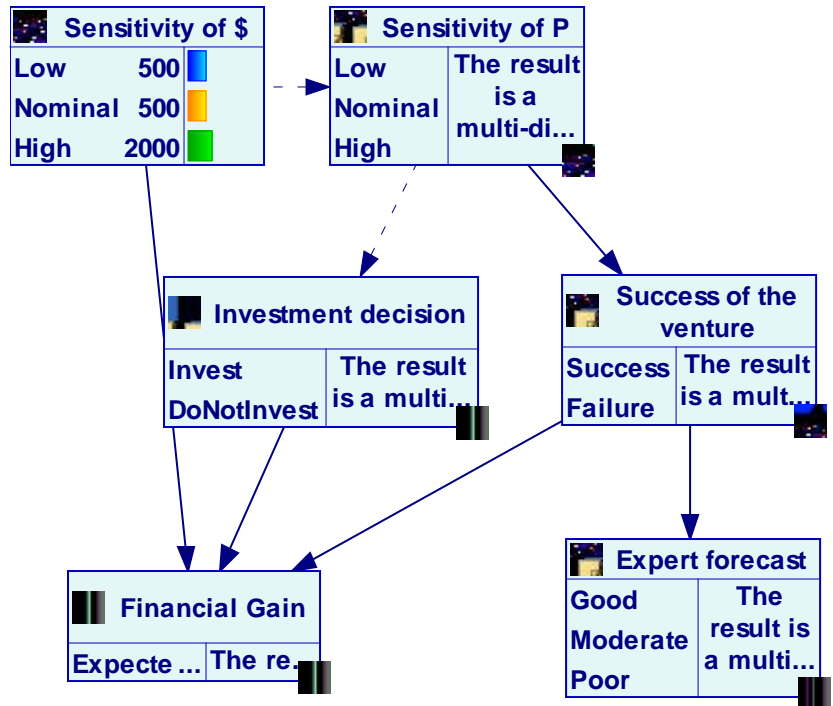 Sensitivity of $
Low 500
Nominal 500
High 2000
Sensitivity of P
Low
Nominal
High
The result
is a
multi-di...
Investment decision
Invest
DoNotInvest
The result
is a multi...
Success of the
venture
Success
Failure
The result
is a mult...
Financial Gain
Expecte ...
The re...
Expert forecast
Good
Moderate
Poor
The
result is
a multi...